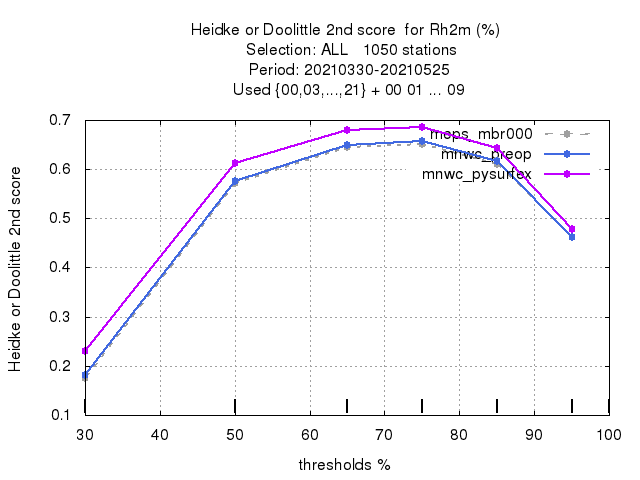 Heidke or Doolittle 2nd score  for Rh2m (%)
Selection: ALL   1050 stations
Period: 20210330-20210525
Used {00,03,...,21} + 00 01 ... 09
meps_mbr000
mnwc_preop
mnwc_pysurfex
Heidke or Doolittle 2nd score
0.7
0.6
0.5
0.4
0.3
0.2
0.1
30 40 50 60 70 80 90 100
thresholds %